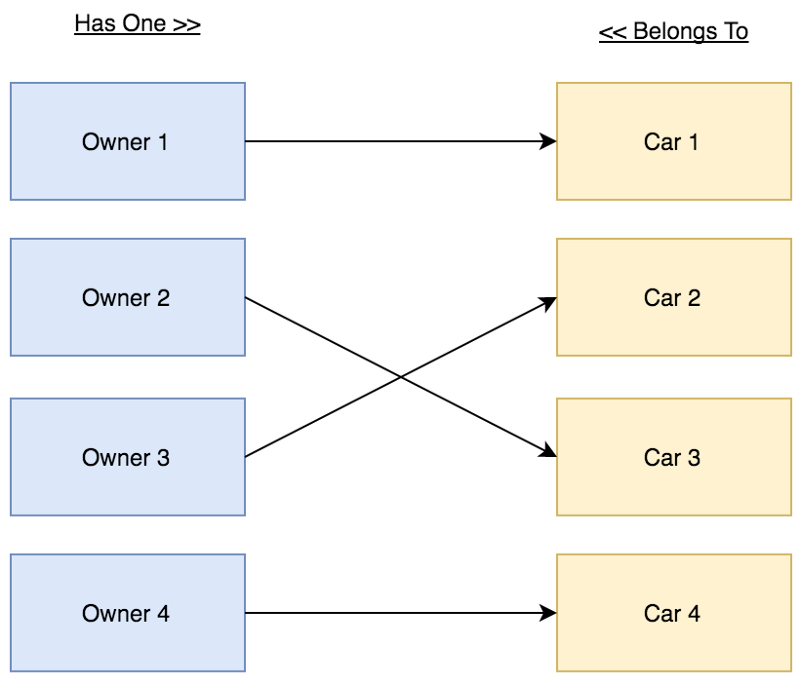 Has One >>
<< Belongs To
Owner 1
Car 1
Owner 2
Car 2
Owner 3
Car 3
Owner 4
Car 4